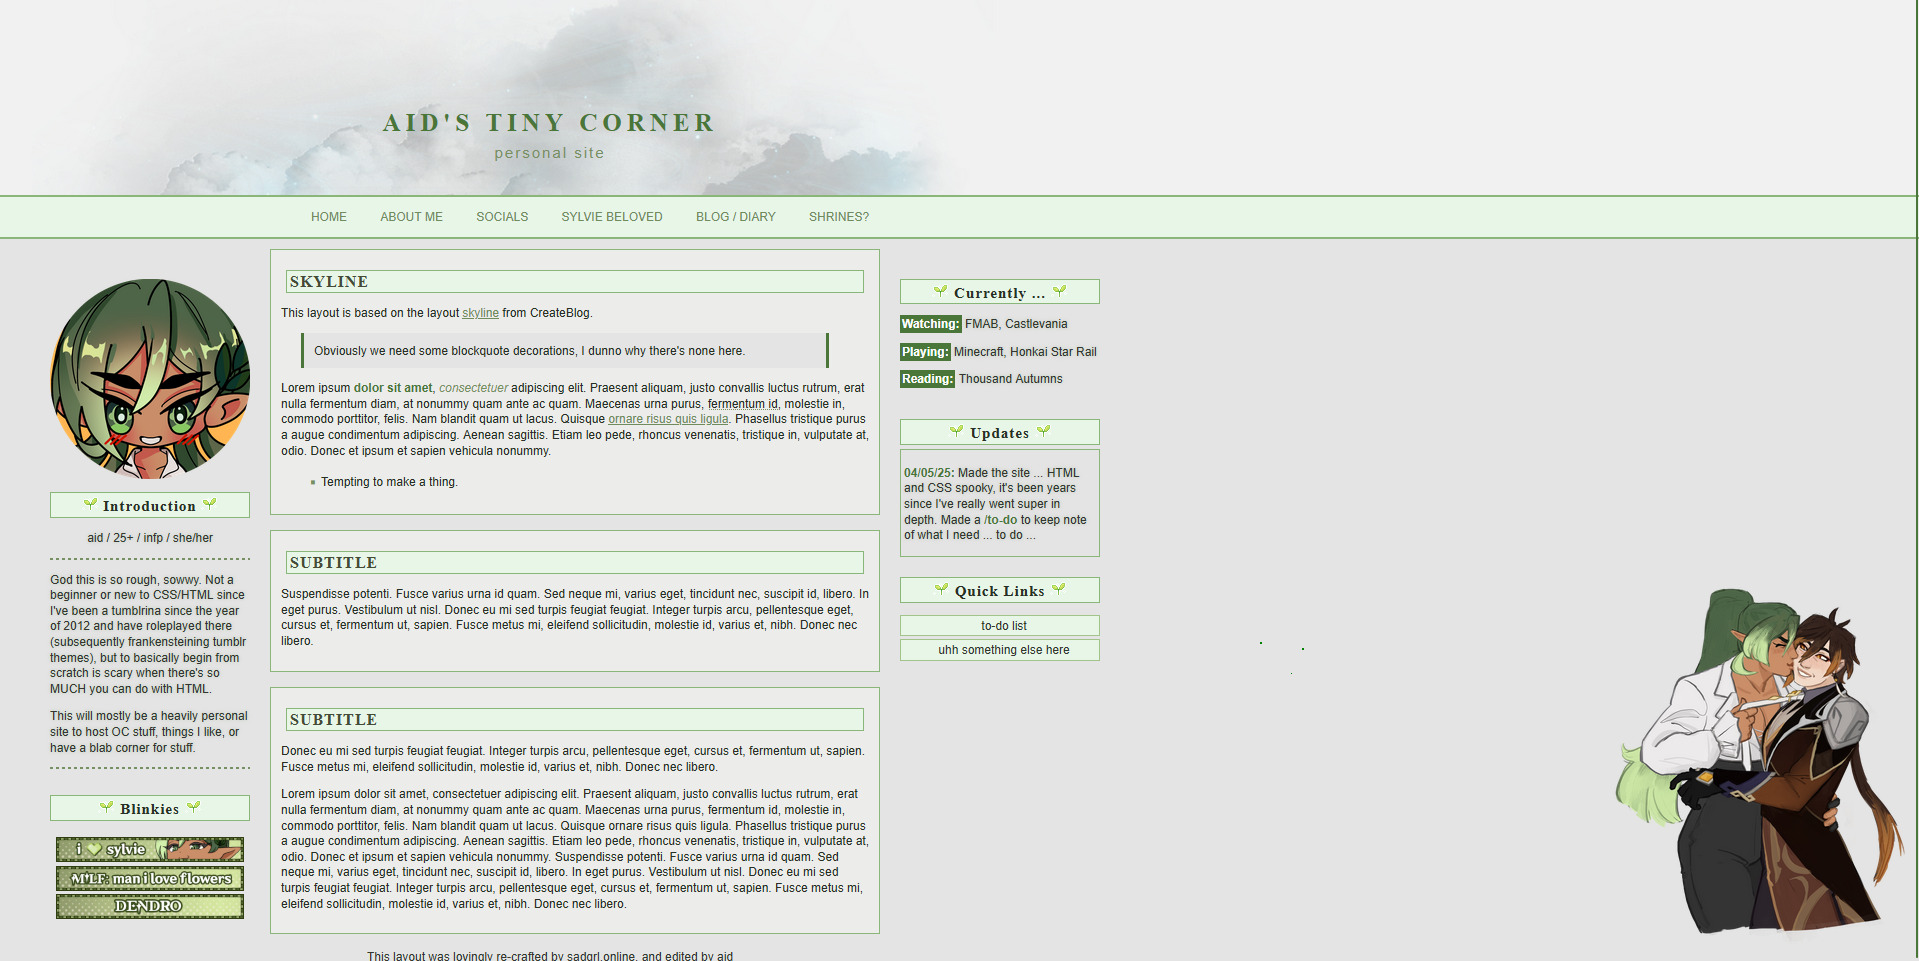 AID'S TINY CORNER
personal site
HOME ABOUT ME SOCIALS SYLVIE BELOVED BLOG / DIARY SHRINES?
Introduction
aid / 25+ / infp / she/her
God this is so rough, sowwy. Not a
beginner or new to CSS/HTML since
I've been a tumblrina since the year
of 2012 and have roleplayed there
(subsequently frankensteining tumblr
themes), but to basically begin from
scratch is scary when there's so
MUCH you can do with HTML.
This will mostly be a heavily personal
site to host OC stuff, things I like, or
have a blab corner for stuff.
Blinkies
i sylvie
M!LF: man i love flowers
DENDRO
SKYLINE
This layout is based on the layout skyline from CreateBlog.
Obviously we need some blockquote decorations, I dunno why there's none here.
Lorem ipsum dolor sit amet, consectetuer adipiscing elit. Praesent aliquam, justo convallis luctus rutrum, erat
nulla fermentum diam, at nonummy quam ante ac quam. Maecenas urna purus, fermentum id, molestie in,
commodo porttitor, felis. Nam blandit quam ut lacus. Quisque ornare risus quis ligula. Phasellus tristique purus
a augue condimentum adipiscing. Aenean sagittis. Etiam leo pede, rhoncus venenatis, tristique in, vulputate at,
odio. Donec et ipsum et sapien vehicula nonummy.
Tempting to make a thing.
SUBTITLE
Suspendisse potenti. Fusce varius urna id quam. Sed neque mi, varius eget, tincidunt nec, suscipit id, libero. In
eget purus. Vestibulum ut nisl. Donec eu mi sed turpis feugiat feugiat. Integer turpis arcu, pellentesque eget,
cursus et, fermentum ut, sapien. Fusce metus mi, eleifend sollicitudin, molestie id, varius et, nibh. Donec nec
libero.
SUBTITLE
Donec eu mi sed turpis feugiat feugiat. Integer turpis arcu, pellentesque eget, cursus et, fermentum ut, sapien.
Fusce metus mi, eleifend sollicitudin, molestie id, varius et, nibh. Donec nec libero.
Lorem ipsum dolor sit amet, consectetuer adipiscing elit. Praesent aliquam, justo convallis luctus rutrum, erat
nulla fermentum diam, at nonummy quam ante ac quam. Maecenas urna purus, fermentum id, molestie in,
commodo porttitor, felis. Nam blandit quam ut lacus. Quisque ornare risus quis ligula. Phasellus tristique purus
a augue condimentum adipiscing. Aenean sagittis. Etiam leo pede, rhoncus venenatis, tristique in, vulputate at,
odio. Donec et ipsum et sapien vehicula nonummy. Suspendisse potenti. Fusce varius urna id quam. Sed
neque mi, varius eget, tincidunt nec, suscipit id, libero. In eget purus. Vestibulum ut nisl. Donec eu mi sed
turpis feugiat feugiat. Integer turpis arcu, pellentesque eget, cursus et, fermentum ut, sapien. Fusce metus mi,
eleifend sollicitudin, molestie id, varius et, nibh. Donec nec libero.
Currently ...
Watching: FMAB, Castlevania
Playing: Minecraft, Honkai Star Rail
Reading: Thousand Autumns
Updates
04/05/25: Made the site ... HTML
and CSS spooky, it's been years
since I've really went super in
depth. Made a /to-do to keep note
of what I need ... to do ...
Quick Links
to-do list
uhh something else here
This layout was lovingly re-crafted by sadgrl.online, and edited by aid